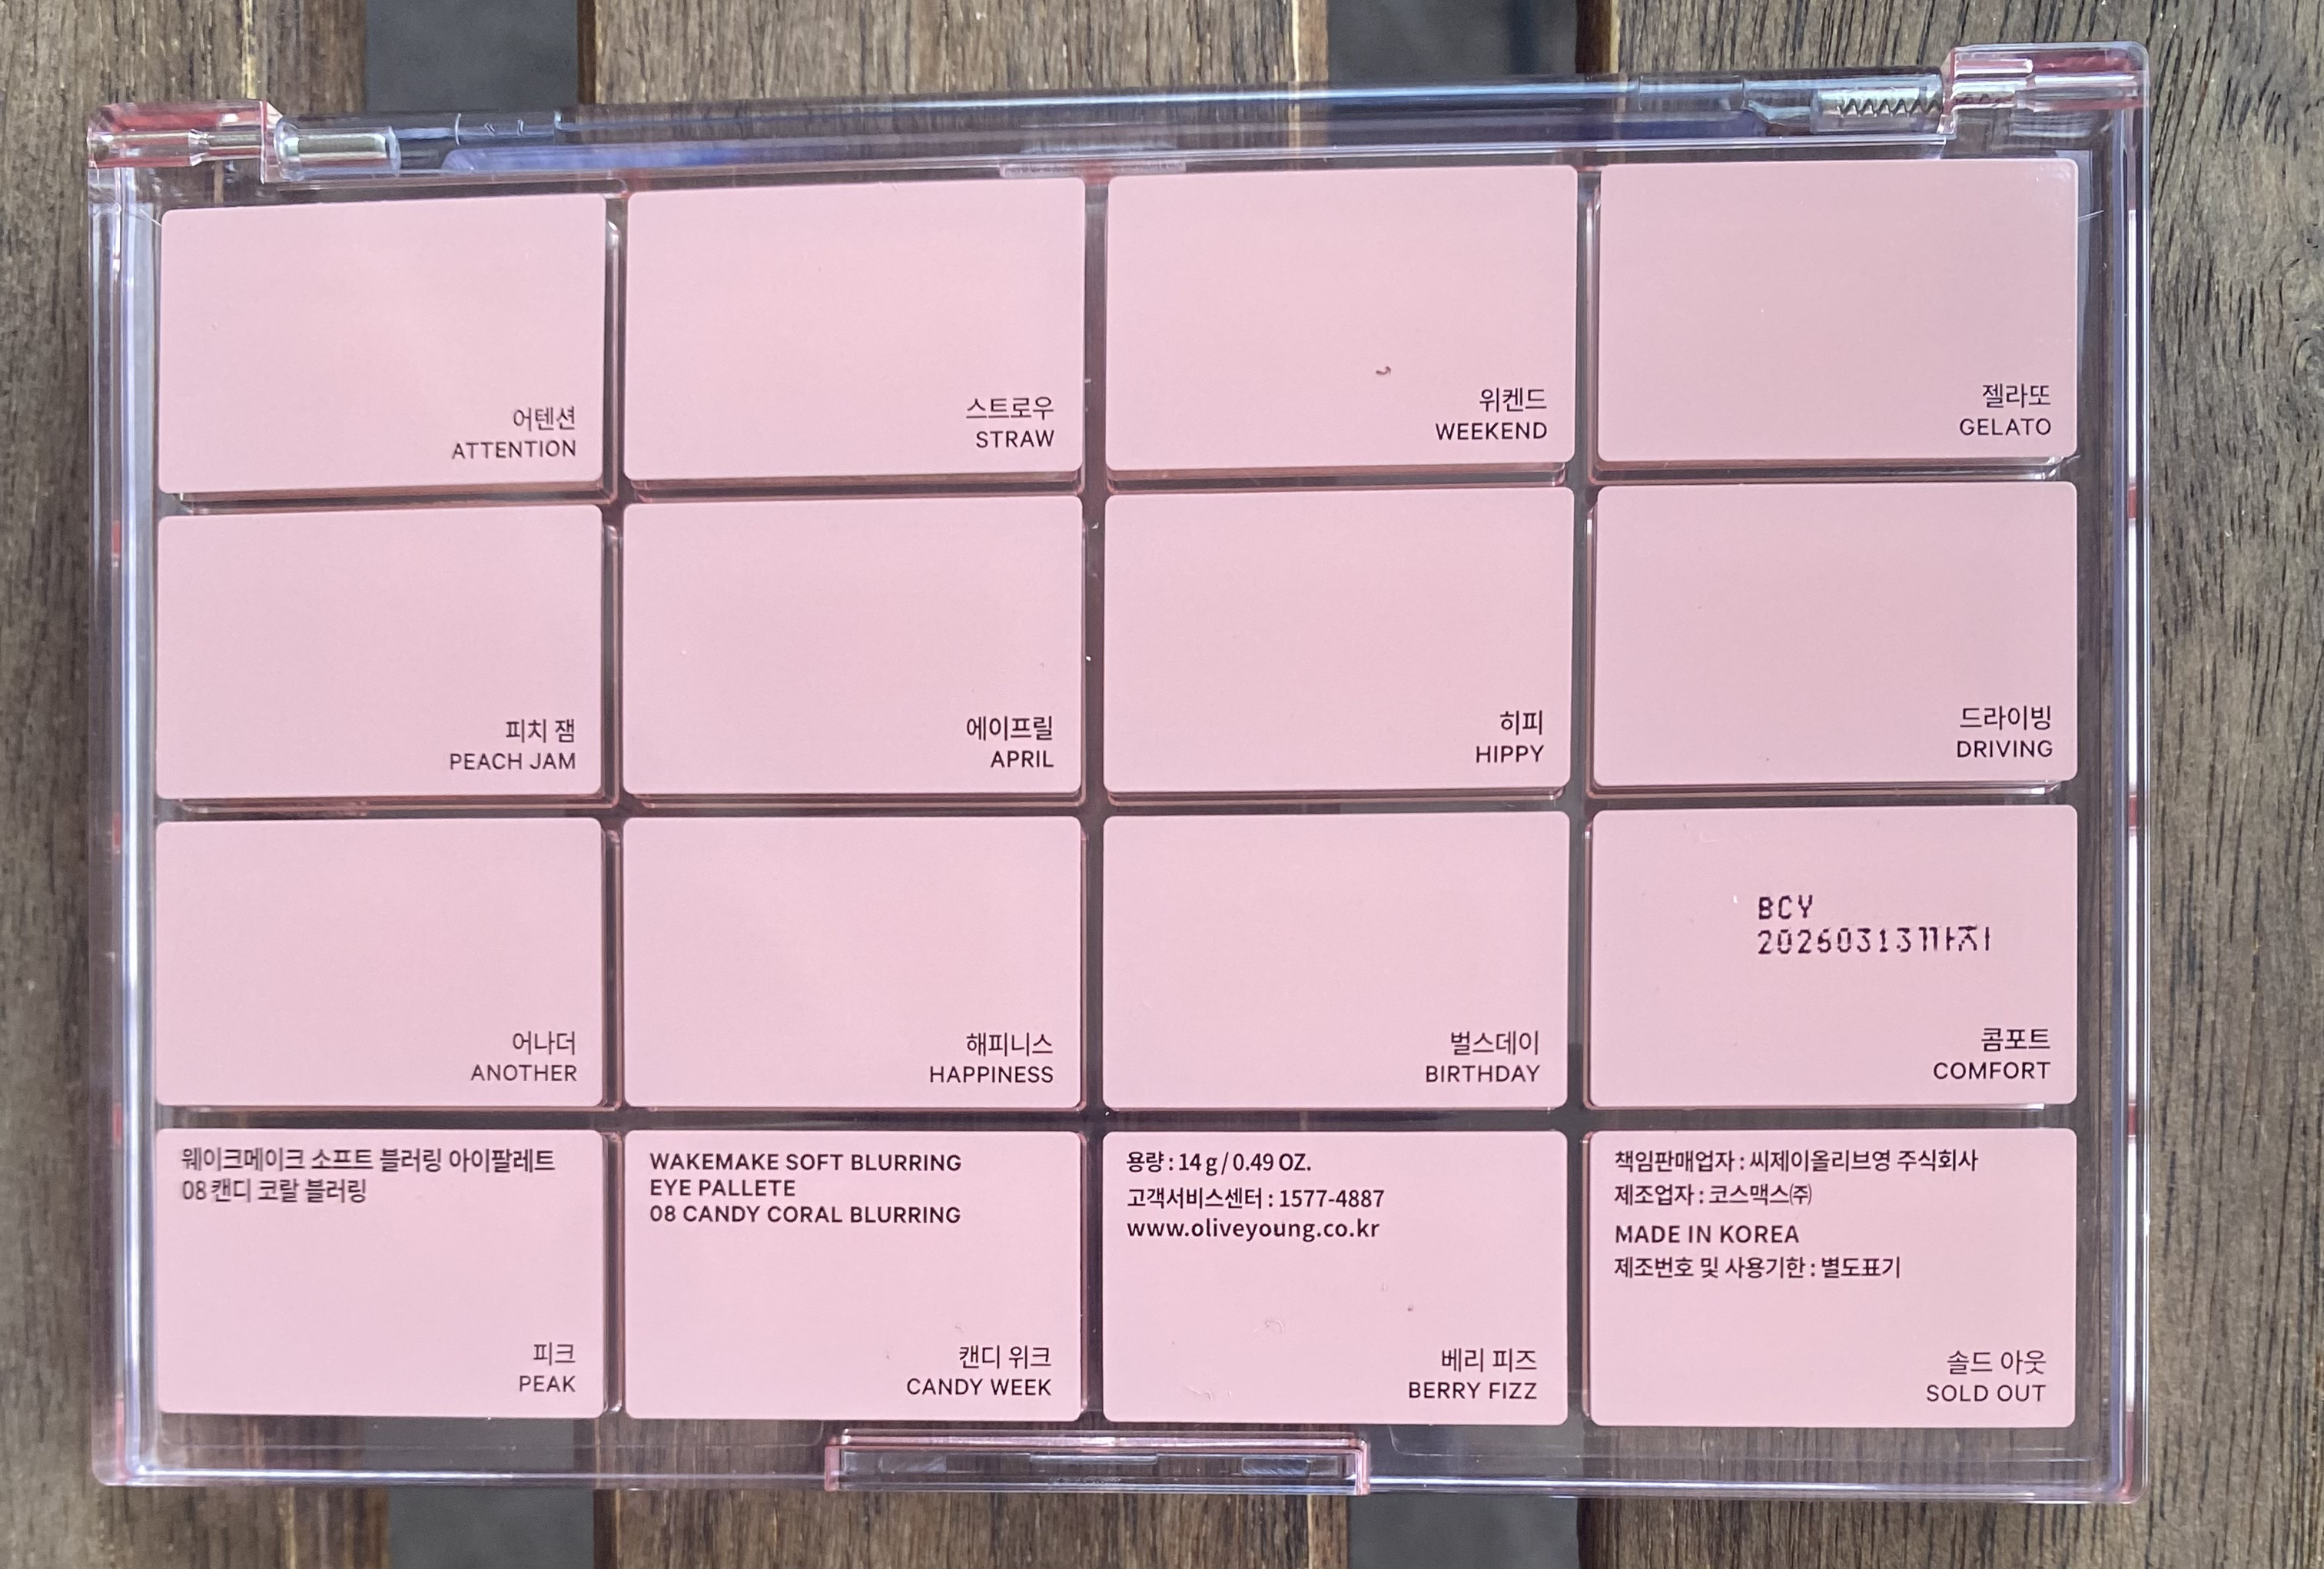 어텐션
ATTENTION
스트로우
STRAW
위켄드
WEEKEND
젤라또
GELATO
피치 잼
PEACH JAM
에이프릴
APRIL
히피
HIPPY
드라이빙
DRIVING
어나더
ANOTHER
해피니스
HAPPINESS
벌스데이
BIRTHDAY
BCY
20260313까지
콤포트
COMFORT
웨이크메이크 소프트 블러링 아이팔레트
08 캔디 코랄 블러링
피크
PEAK
WAKEMAKE SOFT BLURRING
EYE PALLETE
08 CANDY CORAL BLURRING
캔디 위크
CANDY WEEK
용량 : 14 g / 0.49 OZ.
고객서비스센터 : 1577-4887
www.oliveyoung.co.kr
베리 피즈
BERRY FIZZ
책임판매업자 : 씨제이올리브영 주식회사
제조업자 : 코스맥스㈜
MADE IN KOREA
제조번호 및 사용기한 : 별도표기
솔드 아웃
SOLD OUT